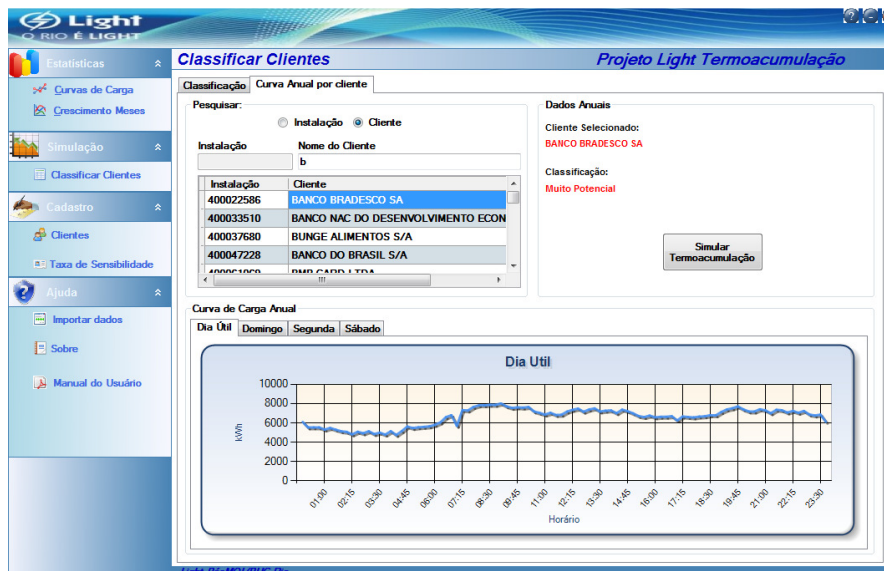 Light
O RIO É LIGHT
Classificar Clientes
Projeto Light Termoacumulação
Estatísticas
Curvas de Carga
Crescimento Meses
Simulação
Classificar Clientes
Cadastro
Clientes
Taxa de Sensibilidade
Ajuda
Importar dados
Sobre
Manual do Usuário
Classificação
Curva Anual por cliente
Pesquisar:
Instalação
Cliente
Instalação
Nome do Cliente
b
Instalação Cliente
400022586 BANCO BRADESCO SA
400033510 BANCO NAC DO DESENVOLVIMENTO ECON
400037680 BUNGE ALIMENTOS S/A
400047228 BANCO DO BRASIL S/A
Dados Anuais
Cliente Selecionado:
BANCO BRADESCO SA
Classificação:
Muito Potencial
Simular
Termoacumulação
Curva de Carga Anual
Dia Útil Domingo Segunda Sábado
Dia Util
10000
8000
6000
4000
2000
0
kWh
01:00 02:15 03:30 04:45 06:00 07:15 08:30 09:45 11:00 12:15 13:30 14:45 16:00 17:15 18:30 19:45 21:00 22:15 23:30
Horário